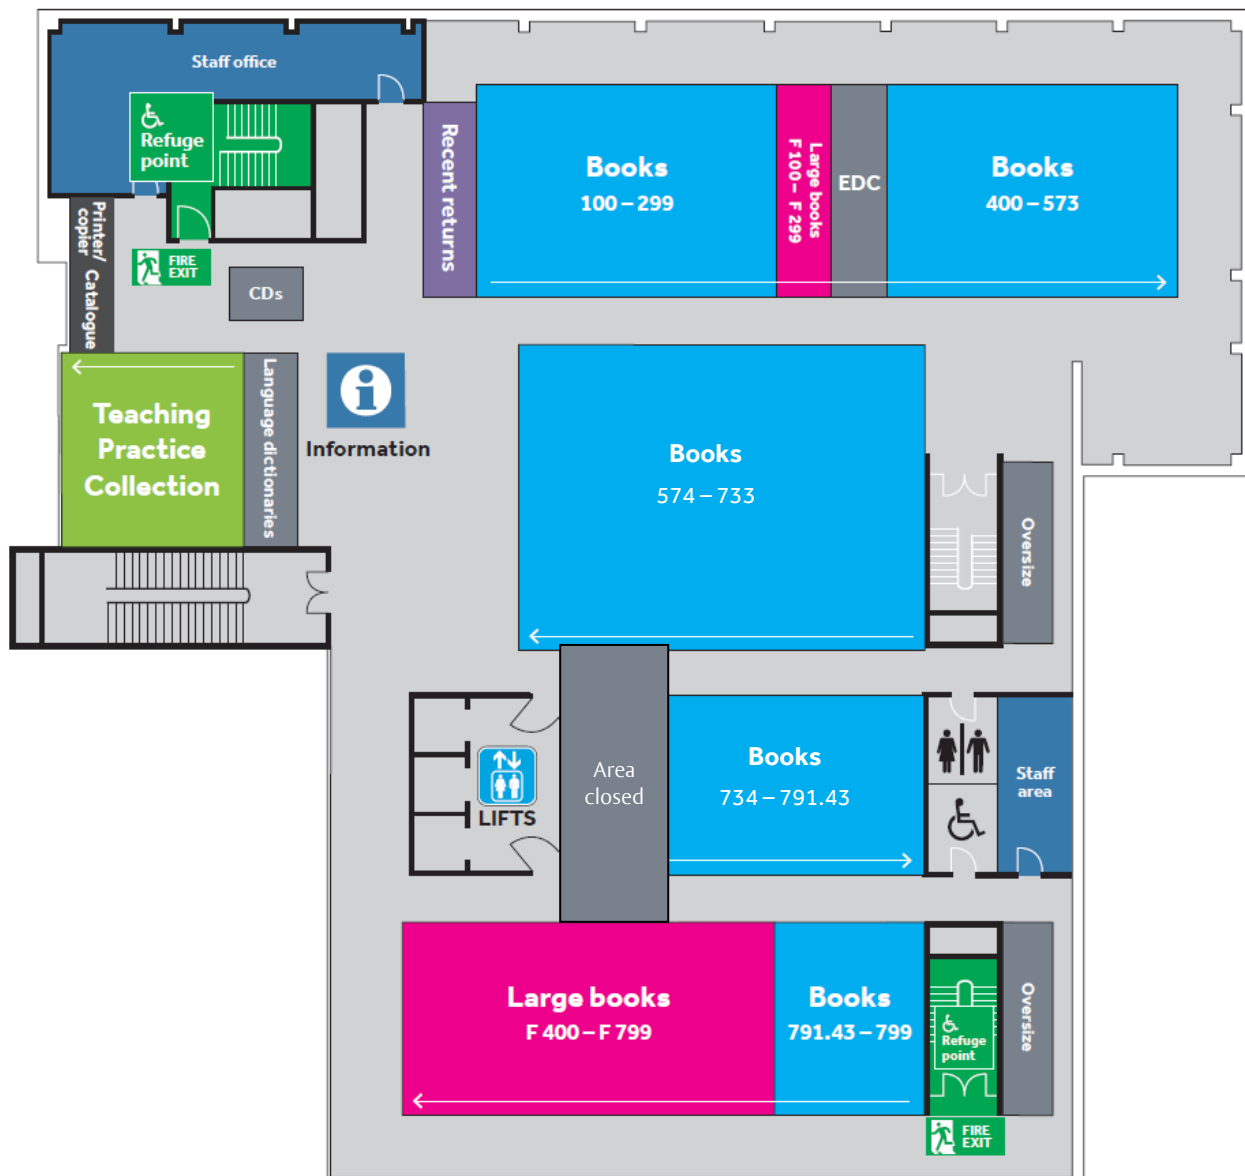 Staff office
Refuge
point
FIRE
EXIT
Printer/
copier
Catalogue
CDs
Recent returns
Books
100 – 299
Large books
F 100 – F 299
EDC
Books
400 – 573
Teaching
Practice
Collection
Language dictionaries
i
Information
Books
574 – 733
Oversize
LIFTS
Area
closed
Books
734 – 791.43
Staff
area
Large books
F 400 – F 799
Books
791.43 – 799
Refuge
point
Oversize
FIRE
EXIT